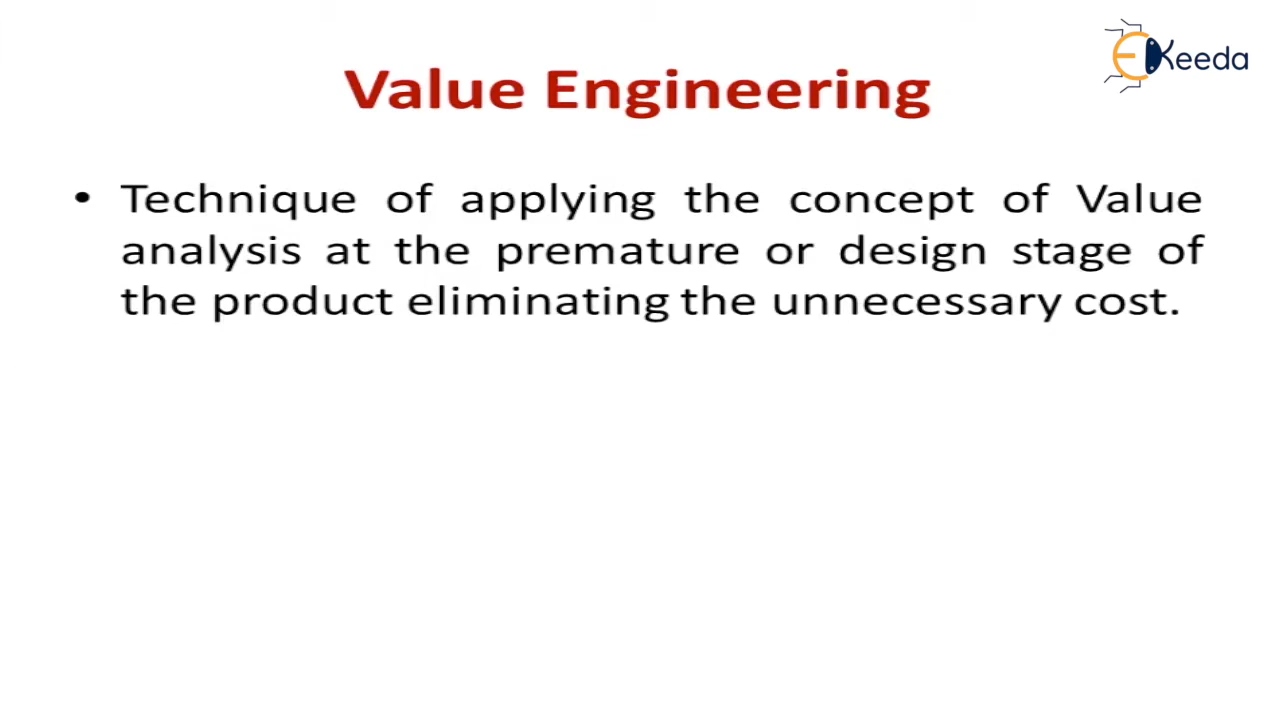 EKeeda
Value Engineering
• Technique of applying the concept of Value
analysis at the premature or design stage of
the product eliminating the unnecessary cost.